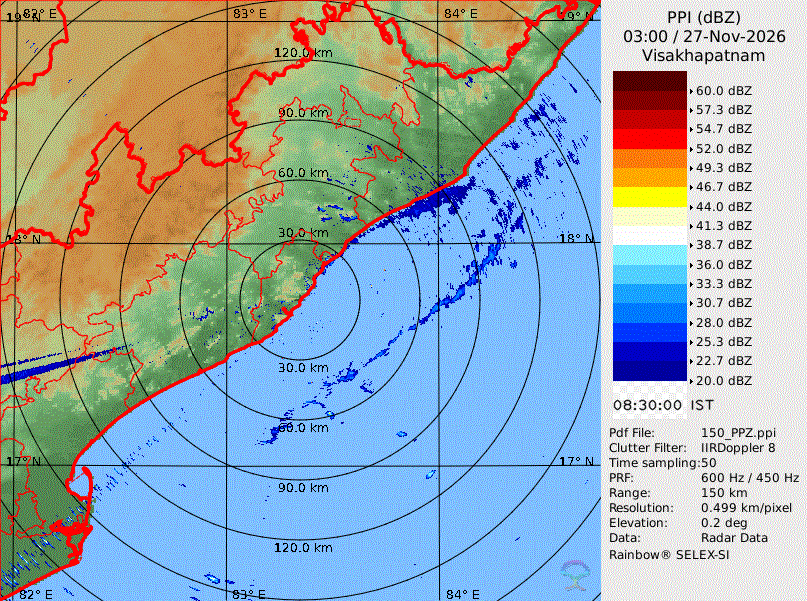 82° E
83° E
84° E
19° N
19° N
120.0 km
90.0 km
60.0 km
30.0 km
18° N
18° N
30.0 km
60.0 km
17° N
17° N
90.0 km
120.0 km
82° E
83° E
84° E
PPI (dBZ)
03:00 / 27-Nov-2026
Visakhapatnam
60.0 dBZ
57.3 dBZ
54.7 dBZ
52.0 dBZ
49.3 dBZ
46.7 dBZ
44.0 dBZ
41.3 dBZ
38.7 dBZ
36.0 dBZ
33.3 dBZ
30.7 dBZ
28.0 dBZ
25.3 dBZ
22.7 dBZ
20.0 dBZ
08:30:00 IST
Pdf File: 150_PPZ.ppi
Clutter Filter: IIRDoppler 8
Time sampling:50
PRF: 600 Hz / 450 Hz
Range: 150 km
Resolution: 0.499 km/pixel
Elevation: 0.2 deg
Data: Radar Data
Rainbow® SELEX-SI